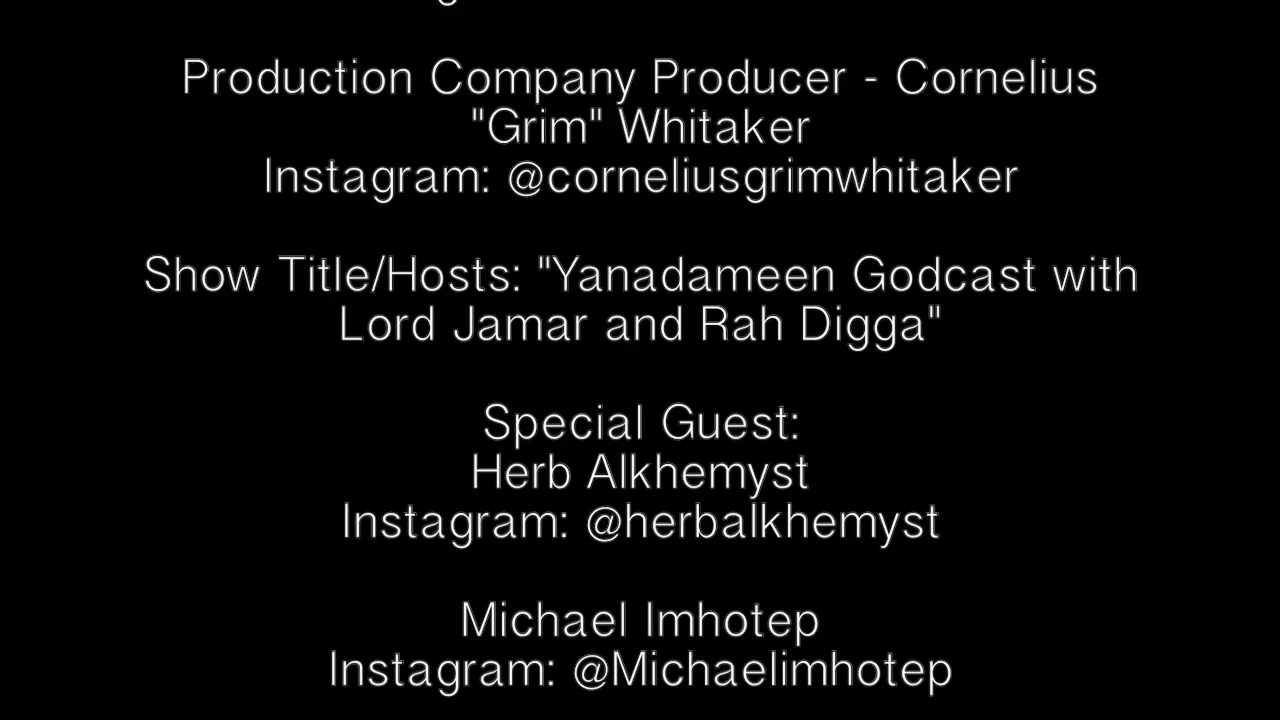 Production Company Producer - Cornelius
"Grim" Whitaker
Instagram: @corneliusgrimwhitaker
Show Title/Hosts: "Yanadameen Godcast with
Lord Jamar and Rah Digga"
Special Guest:
Herb Alkhemyst
Instagram: @herbalkhemyst
Michael Imhotep
Instagram: @Michaelimhotep